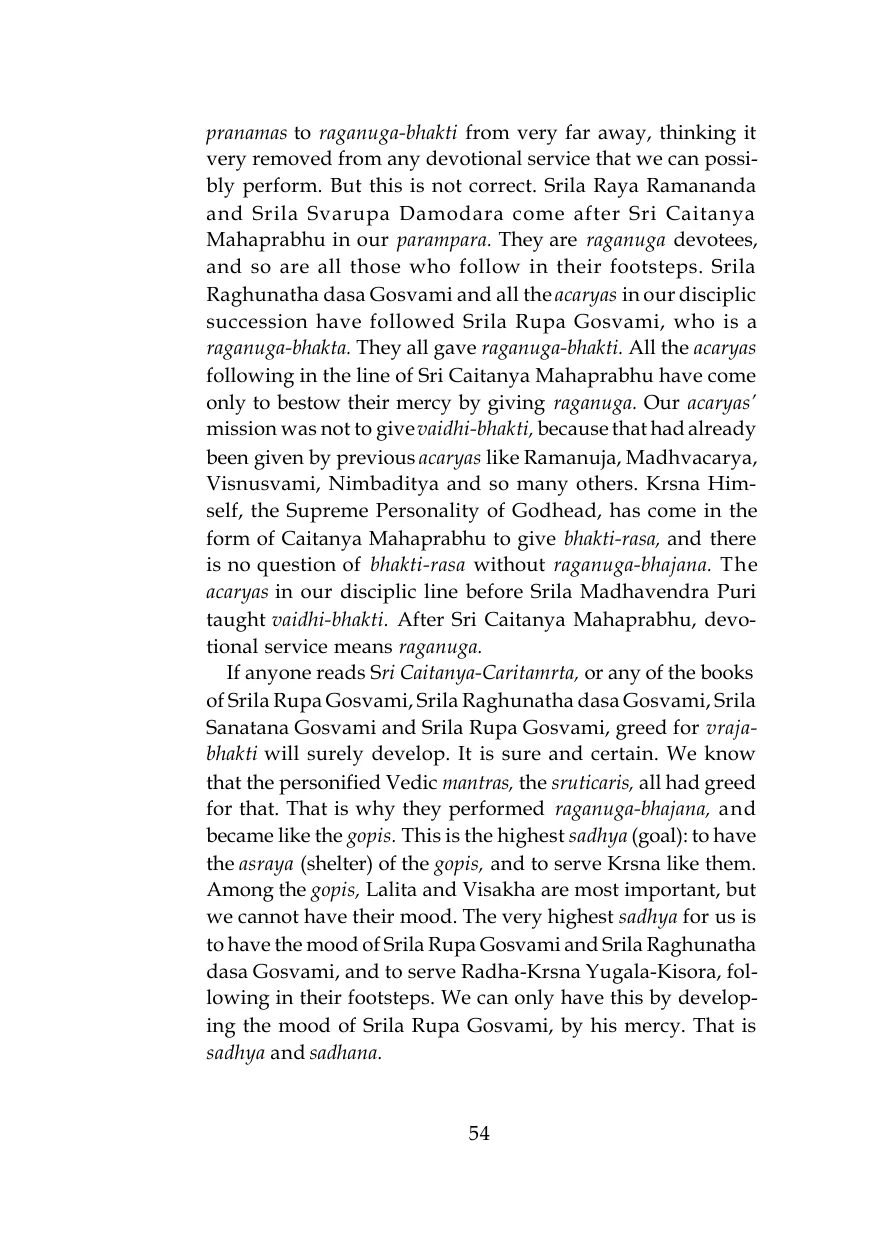 pranamas to raganuga-bhakti from very far away, thinking it
very removed from any devotional service that we can possi-
bly perform. But this is not correct. Srila Raya Ramananda
and Srila Svarupa Damodara come after Sri Caitanya
Mahaprabhu in our parampara. They are raganuga devotees,
and so are all those who follow in their footsteps. Srila
Raghunatha dasa Gosvami and all the acaryas in our disciplic
succession have followed Srila Rupa Gosvami, who is a
raganuga-bhakta. They all gave raganuga-bhakti. All the acaryas
following in the line of Sri Caitanya Mahaprabhu have come
only to bestow their mercy by giving raganuga. Our acaryas’
mission was not to give vaidhi-bhakti, because that had already
been given by previous acaryas like Ramanuja, Madhvacarya,
Visnusvami, Nimbaditya and so many others. Krsna Him-
self, the Supreme Personality of Godhead, has come in the
form of Caitanya Mahaprabhu to give bhakti-rasa, and there
is no question of bhakti-rasa without raganuga-bhajana. The
acaryas in our disciplic line before Srila Madhavendra Puri
taught vaidhi-bhakti. After Sri Caitanya Mahaprabhu, devo-
tional service means raganuga.
If anyone reads Sri Caitanya-Caritamrta, or any of the books
of Srila Rupa Gosvami, Srila Raghunatha dasa Gosvami, Srila
Sanatana Gosvami and Srila Rupa Gosvami, greed for vraja-
bhakti will surely develop. It is sure and certain. We know
that the personified Vedic mantras, the sruticaris, all had greed
for that. That is why they performed raganuga-bhajana, and
became like the gopis. This is the highest sadhya (goal): to have
the asraya (shelter) of the gopis, and to serve Krsna like them.
Among the gopis, Lalita and Visakha are most important, but
we cannot have their mood. The very highest sadhya for us is
to have the mood of Srila Rupa Gosvami and Srila Raghunatha
dasa Gosvami, and to serve Radha-Krsna Yugala-Kisora, fol-
lowing in their footsteps. We can only have this by develop-
ing the mood of Srila Rupa Gosvami, by his mercy. That is
sadhya and sadhana.
54